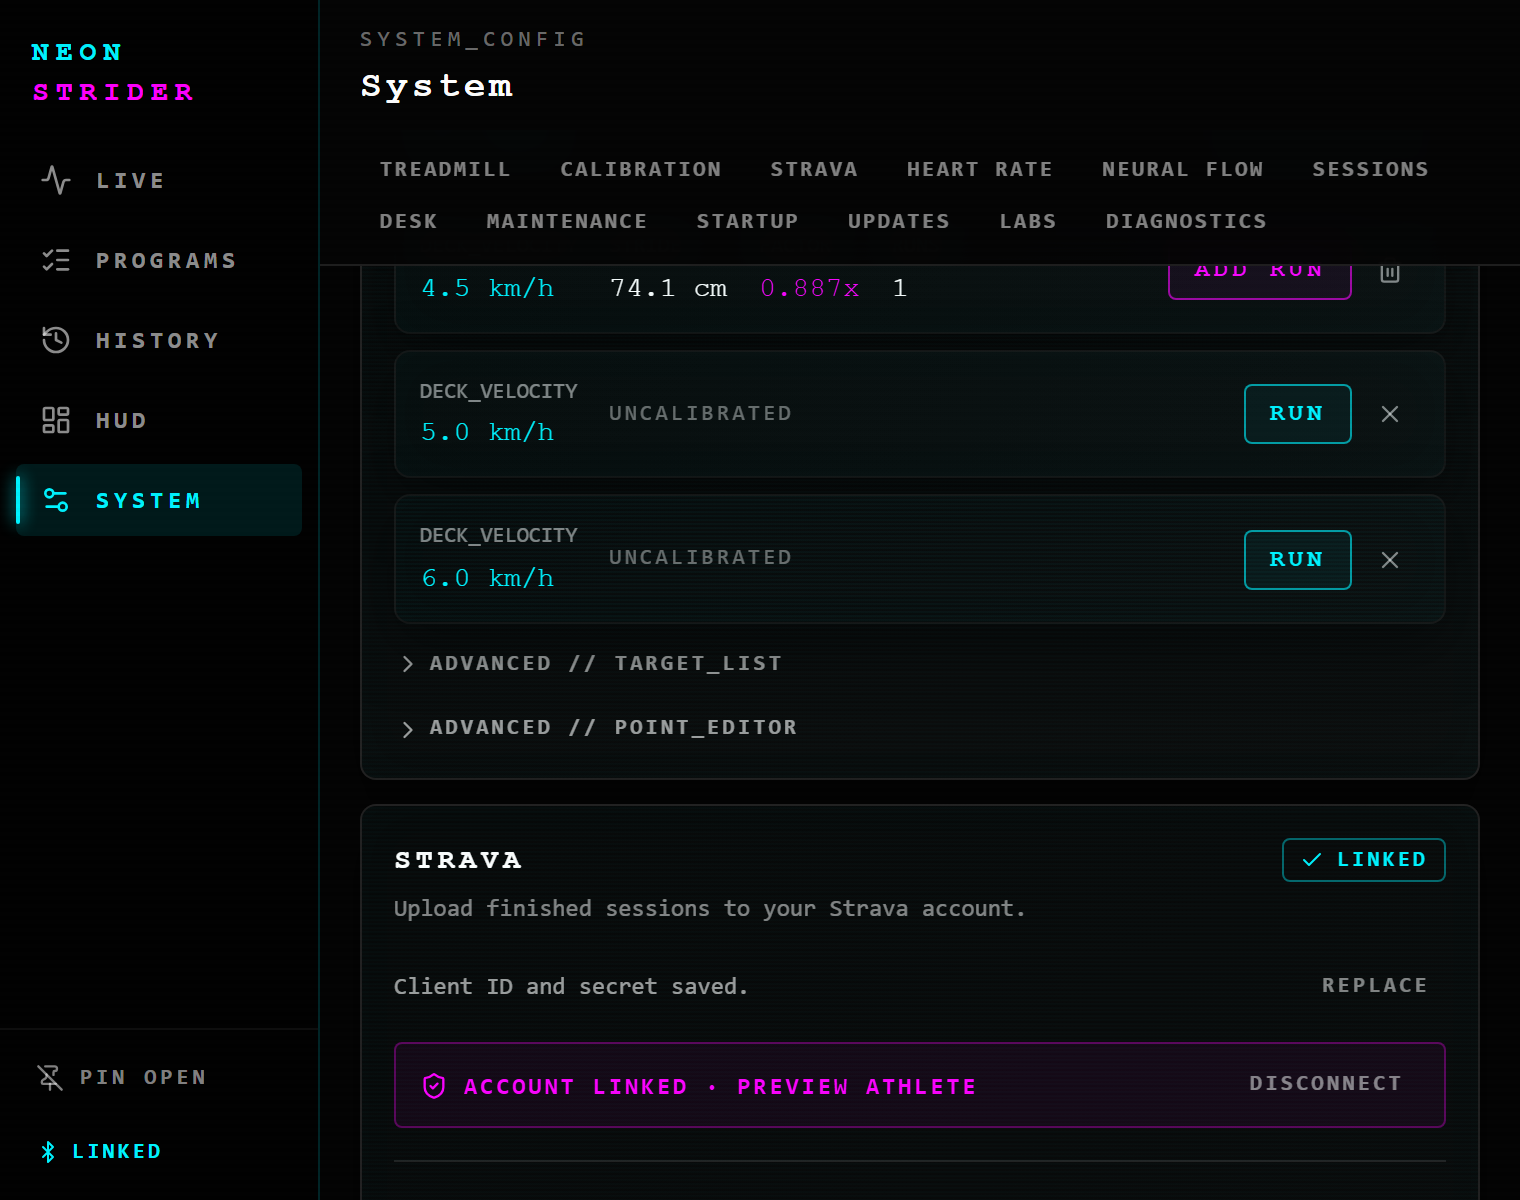 NEON
STRIDER
LIVE
PROGRAMS
HISTORY
HUD
SYSTEM
PIN OPEN
LINKED
SYSTEM_CONFIG
System
TREADMILL CALIBRATION STRAVA HEART RATE NEURAL FLOW SESSIONS
DESK MAINTENANCE STARTUP UPDATES LABS DIAGNOSTICS
4.5 km/h 74.1 cm 0.887x 1 ADD RUN
DECK_VELOCITY
5.0 km/h UNCALIBRATED RUN
DECK_VELOCITY
6.0 km/h UNCALIBRATED RUN
ADVANCED // TARGET_LIST
ADVANCED // POINT_EDITOR
STRAVA LINKED
Upload finished sessions to your Strava account.
Client ID and secret saved. REPLACE
ACCOUNT LINKED · PREVIEW ATHLETE DISCONNECT